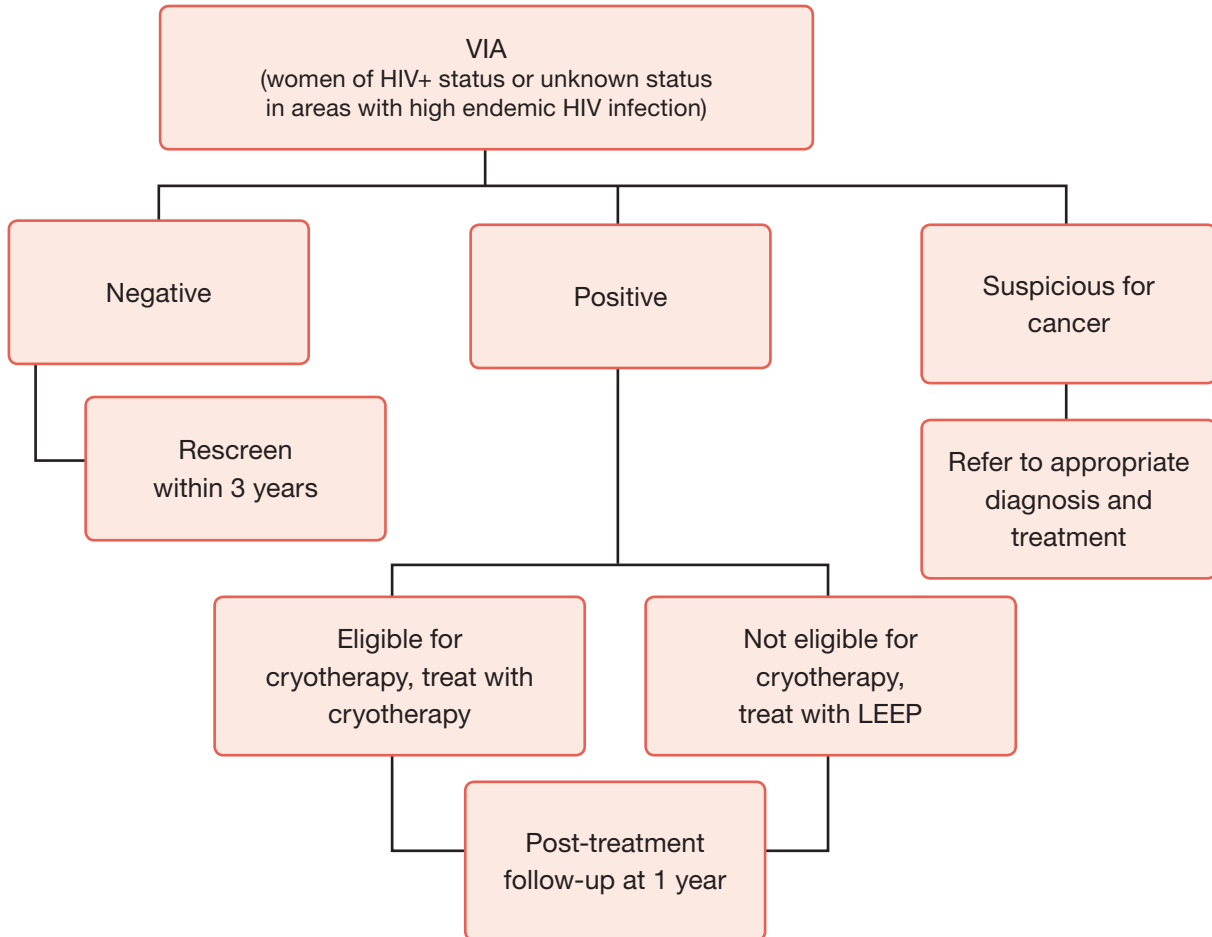 VIA
(women of HIV+ status or unknown status
in areas with high endemic HIV infection)
Negative
Positive
Suspicious for
cancer
Rescreen
within 3 years
Refer to appropriate
diagnosis and
treatment
Eligible for
cryotherapy, treat with
cryotherapy
Not eligible for
cryotherapy,
treat with LEEP
Post-treatment
follow-up at 1 year